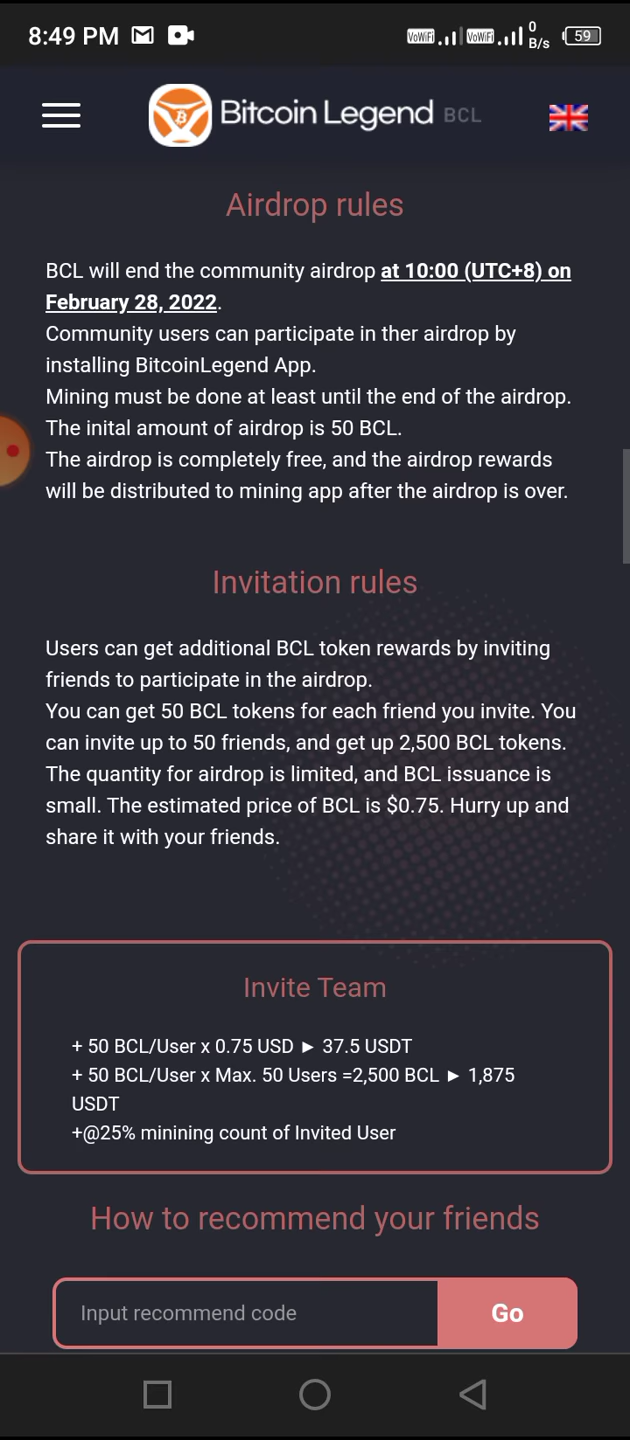 8:49 PM
VoWiFi
VoWiFi
0
B/s
59
Bitcoin Legend BCL
Airdrop rules
BCL will end the community airdrop at 10:00 (UTC+8) on
February 28, 2022.
Community users can participate in ther airdrop by
installing BitcoinLegend App.
Mining must be done at least until the end of the airdrop.
The inital amount of airdrop is 50 BCL.
The airdrop is completely free, and the airdrop rewards
will be distributed to mining app after the airdrop is over.
Invitation rules
Users can get additional BCL token rewards by inviting
friends to participate in the airdrop.
You can get 50 BCL tokens for each friend you invite. You
can invite up to 50 friends, and get up 2,500 BCL tokens.
The quantity for airdrop is limited, and BCL issuance is
small. The estimated price of BCL is $0.75. Hurry up and
share it with your friends.
Invite Team
+ 50 BCL/User x 0.75 USD ► 37.5 USDT
+ 50 BCL/User x Max. 50 Users =2,500 BCL ► 1,875
USDT
+@25% minining count of Invited User
How to recommend your friends
Input recommend code
Go